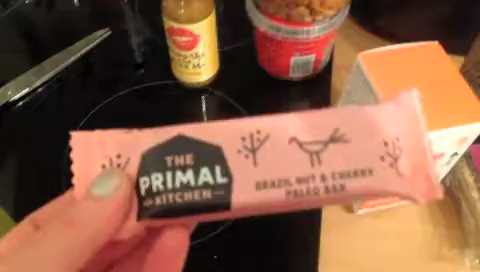 THE
PRIMAL
KITCHEN
BRAZIL NUT & CHERRY
PALEO BAR